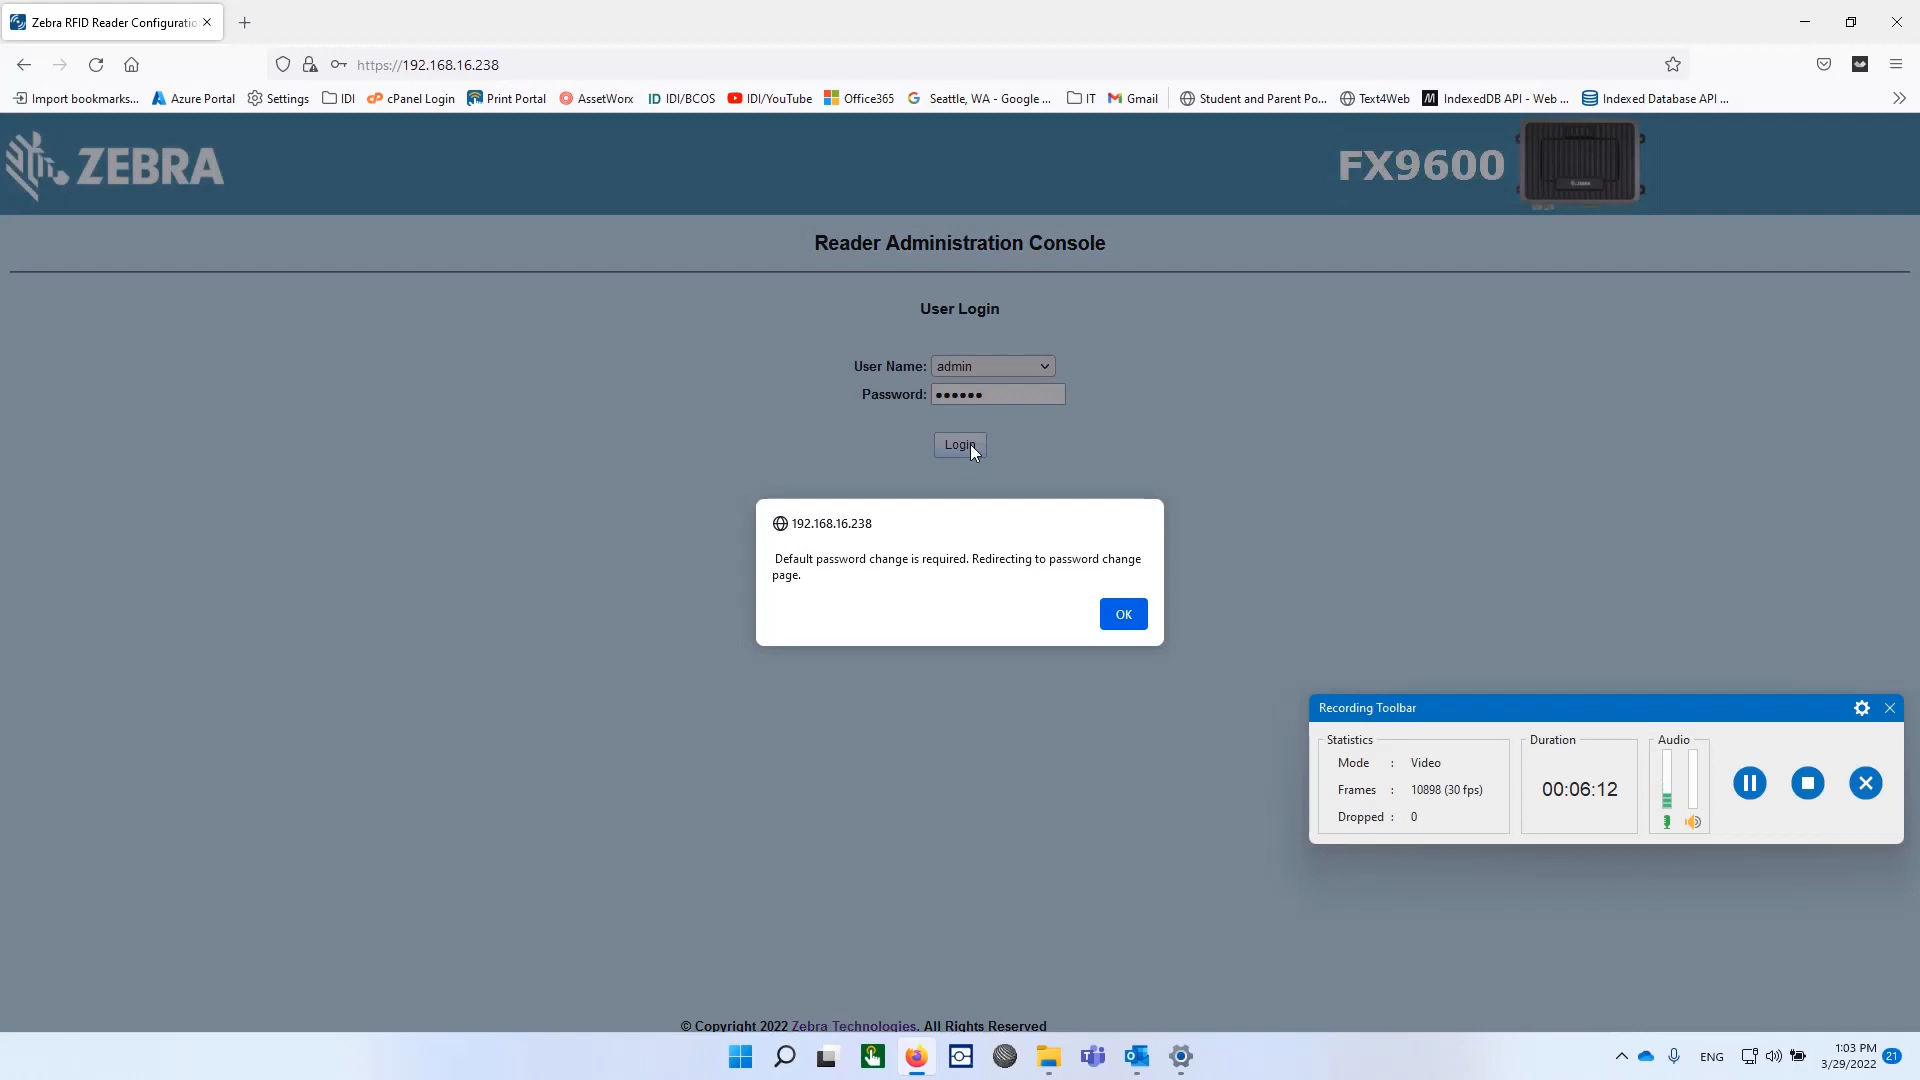 Zebra RFID Reader Configuratio
https://192.168.16.238
Import bookmarks... Azure Portal Settings IDI cPanel Login Print Portal AssetWorx IDI/BCOS IDI/YouTube Office365 Seattle, WA - Google ... IT Gmail Student and Parent Po... Text4Web IndexedDB API - Web ... Indexed Database API ...
ZEBRA
FX9600
ZEBRA
Reader Administration Console
User Login
User Name: admin
Password: ••••••
Login
192.168.16.238
Default password change is required. Redirecting to password change
page.
OK
Recording Toolbar
Statistics Duration Audio
Mode : Video
Frames : 10898 (30 fps)
00:06:12
Dropped : 0
© Copyright 2022 Zebra Technologies. All Rights Reserved
ENG
1:03 PM
3/29/2022
21